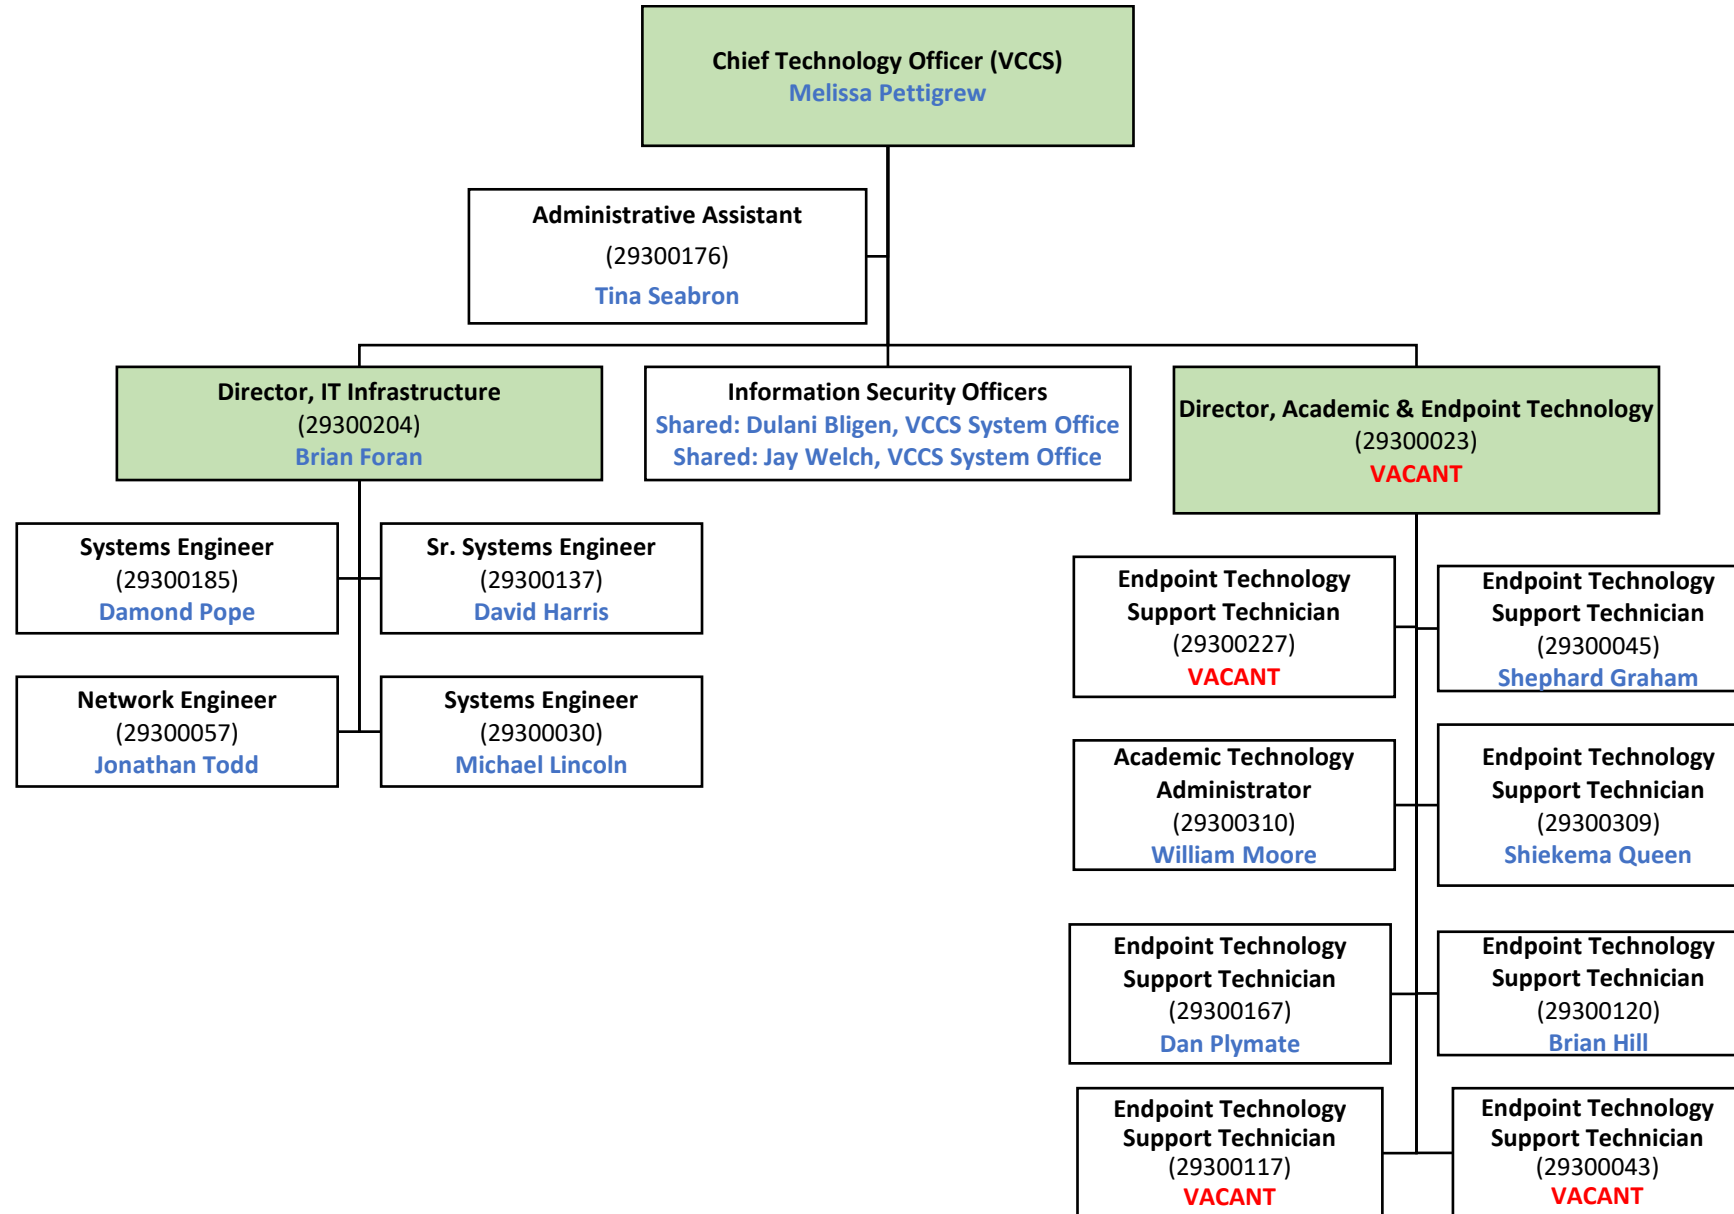 Chief Technology Officer (VCCS)
Melissa Pettigrew
Administrative Assistant
(29300176)
Tina Seabron
Director, IT Infrastructure
(29300204)
Brian Foran
Information Security Officers
Shared: Dulani Bligen, VCCS System Office
Shared: Jay Welch, VCCS System Office
Director, Academic & Endpoint Technology
(29300023)
VACANT
Systems Engineer
(29300185)
Damond Pope
Sr. Systems Engineer
(29300137)
David Harris
Network Engineer
(29300057)
Jonathan Todd
Systems Engineer
(29300030)
Michael Lincoln
Endpoint Technology
Support Technician
(29300227)
VACANT
Endpoint Technology
Support Technician
(29300045)
Shephard Graham
Academic Technology
Administrator
(29300310)
William Moore
Endpoint Technology
Support Technician
(29300309)
Shiekema Queen
Endpoint Technology
Support Technician
(29300167)
Dan Plymate
Endpoint Technology
Support Technician
(29300120)
Brian Hill
Endpoint Technology
Support Technician
(29300117)
VACANT
Endpoint Technology
Support Technician
(29300043)
VACANT